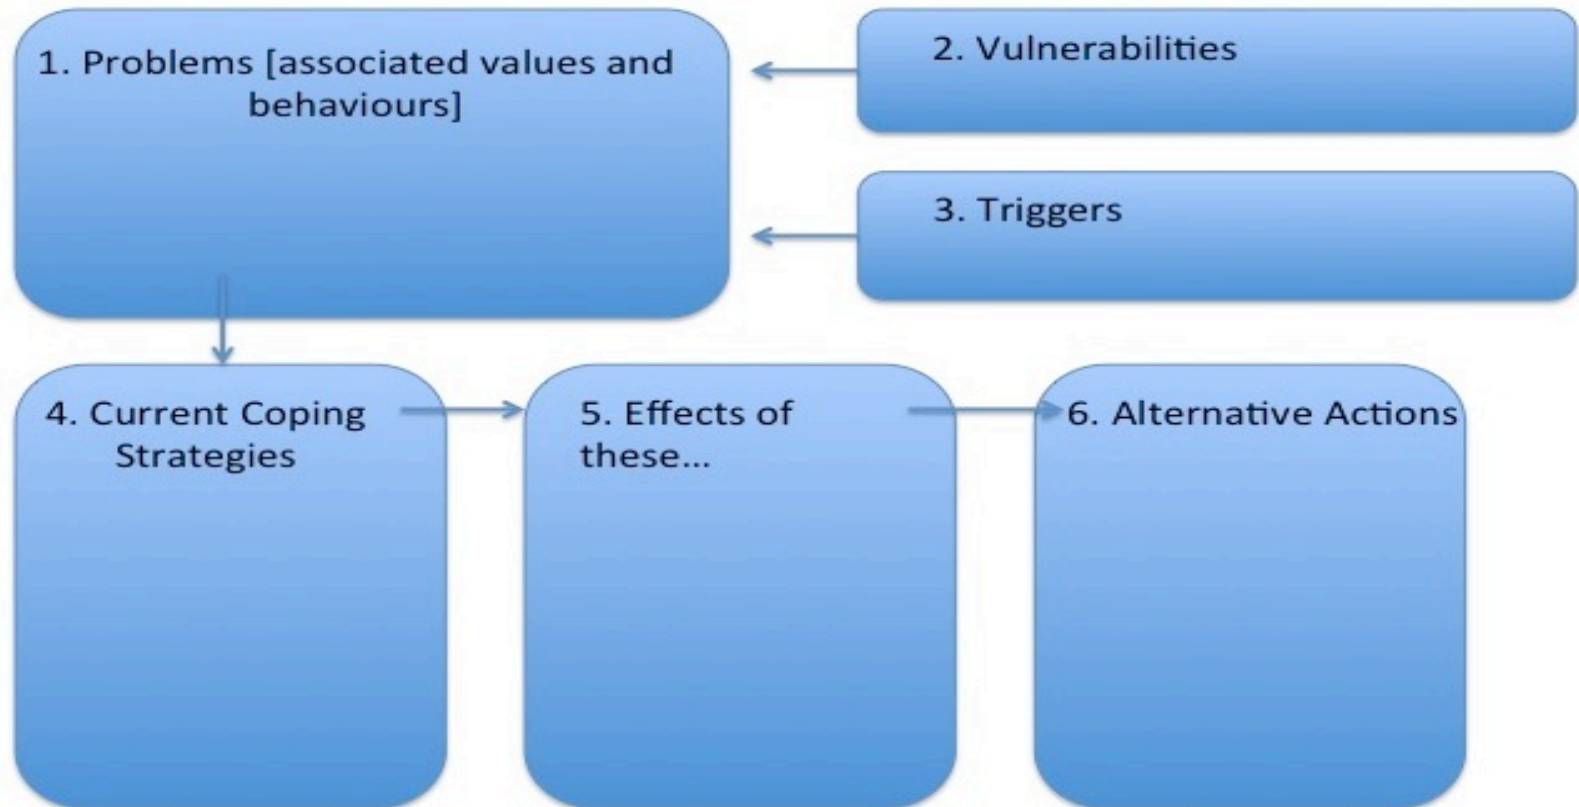 1. Problems [associated values and
behaviours]
2. Vulnerabilities
3. Triggers
4. Current Coping
Strategies
5. Effects of
these...
6. Alternative Actions